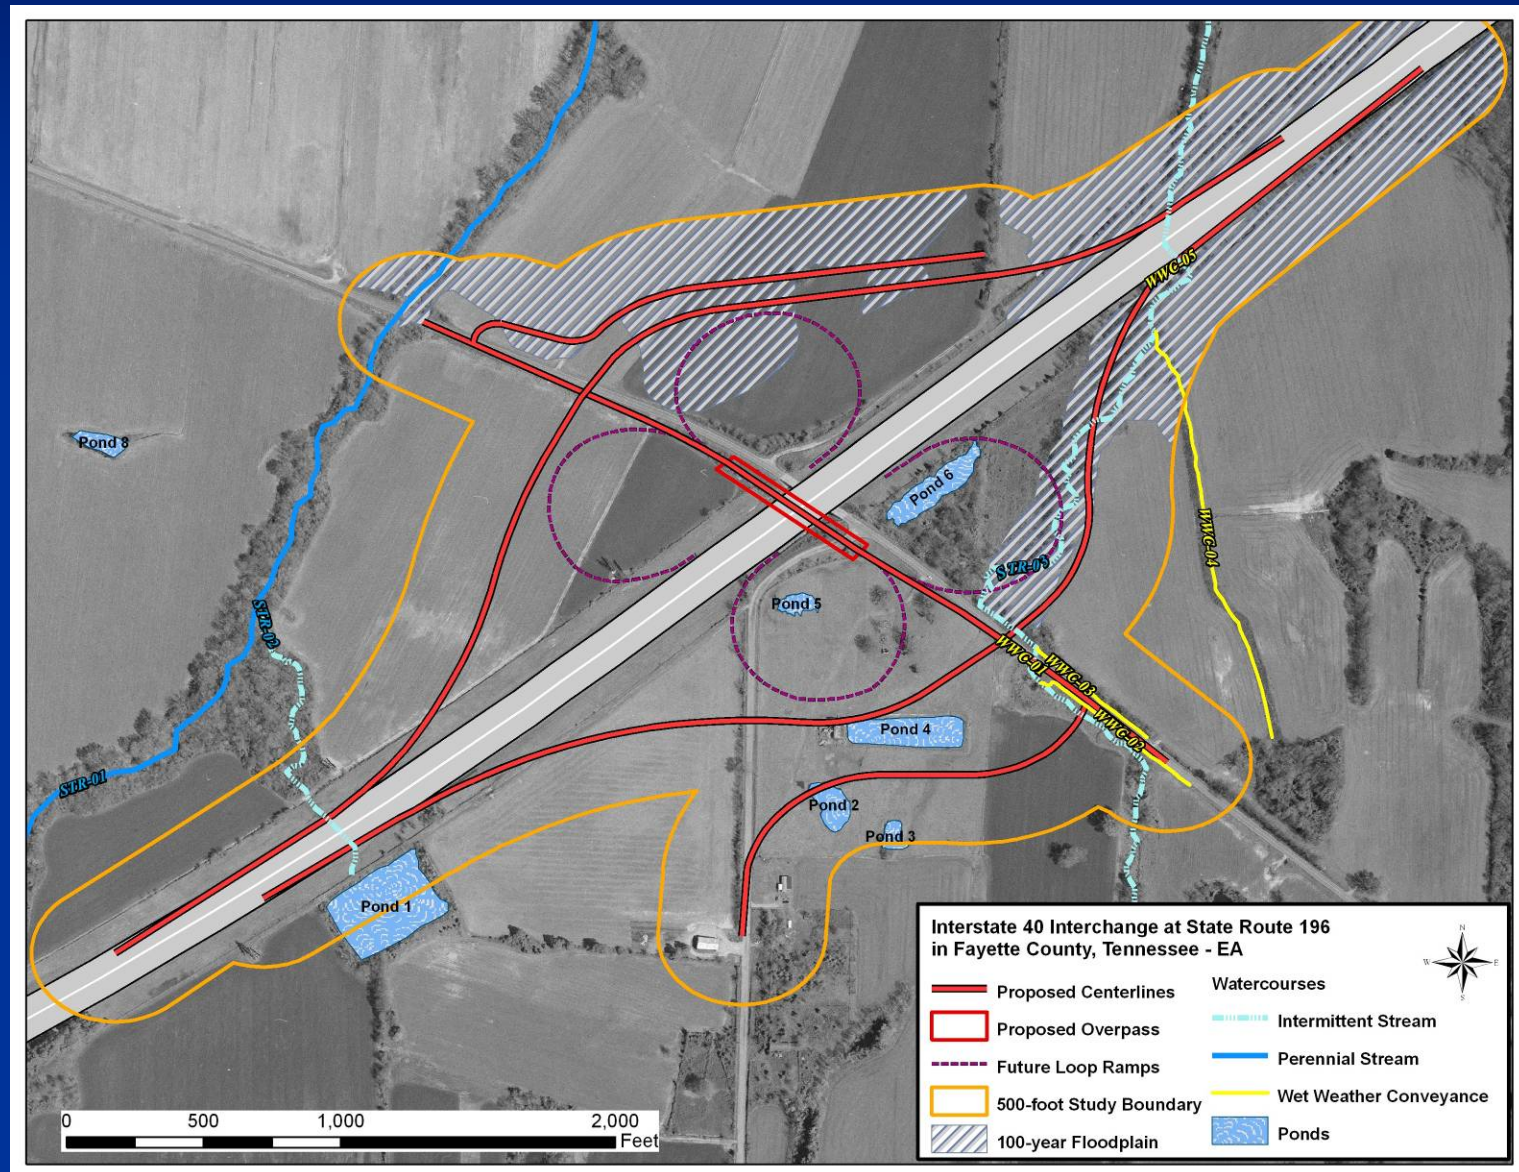 WWC-05
Pond 8
Pond 6
WWC-04
STR-03
Pond 5
STR-02
WWC-01
WWC-03
WWC-02
Pond 4
STR-01
Pond 2
Pond 3
Pond 1
Interstate 40 Interchange at State Route 196
in Fayette County, Tennessee - EA
N
W
E
S
Proposed Centerlines
Proposed Overpass
Future Loop Ramps
500-foot Study Boundary
100-year Floodplain
Watercourses
Intermittent Stream
Perennial Stream
Wet Weather Conveyance
Ponds
0 500 1,000 2,000
Feet